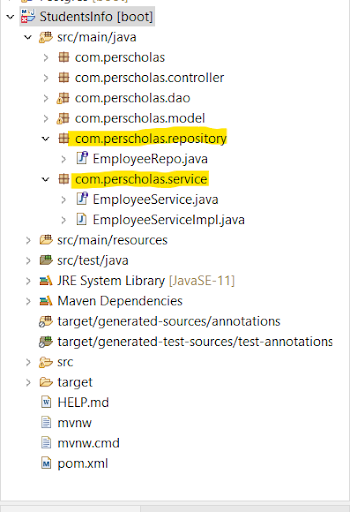 StudentsInfo [boot]
src/main/java
com.perscholas
com.perscholas.controller
com.perscholas.dao
com.perscholas.model
com.perscholas.repository
EmployeeRepo.java
com.perscholas.service
EmployeeService.java
EmployeeServiceImpl.java
src/main/resources
src/test/java
JRE System Library [JavaSE-11]
Maven Dependencies
target/generated-sources/annotations
target/generated-test-sources/test-annotations
src
target
HELP.md
mvnw
mvnw.cmd
pom.xml